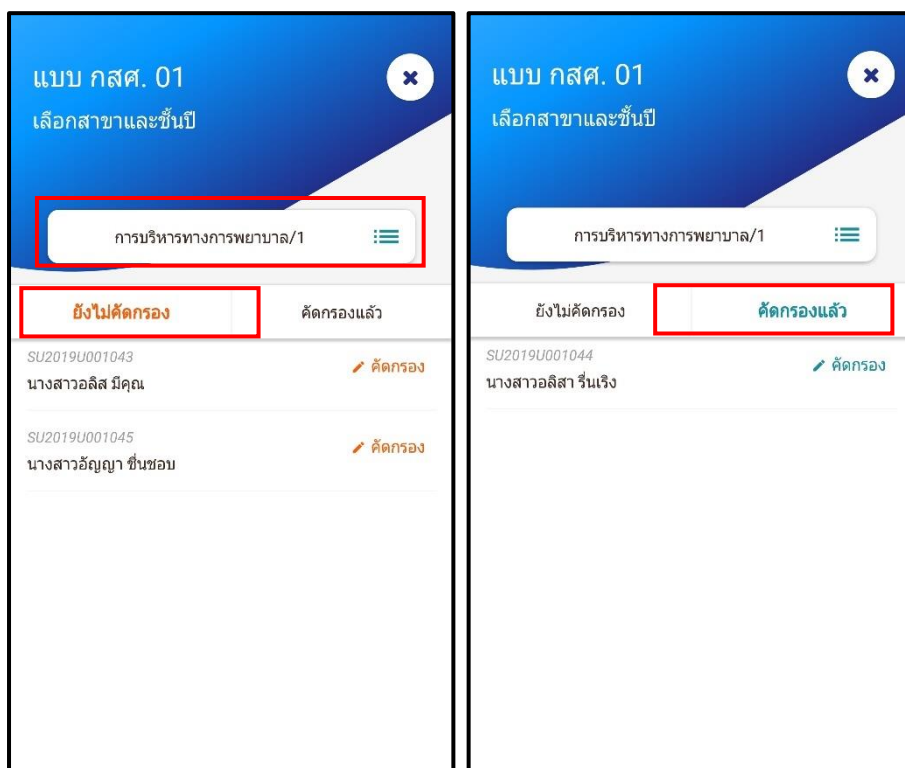 แบบ กสศ. 01
เลือกสาขาและชั้นปี
การบริหารทางการพยาบาล/1
ยังไม่คัดกรอง
คัดกรองแล้ว
SU2019U001043
นางสาวอลิส มีคุณ
คัดกรอง
SU2019U001045
นางสาวอัญญา ชื่นชอบ
คัดกรอง
แบบ กสศ. 01
เลือกสาขาและชั้นปี
การบริหารทางการพยาบาล/1
ยังไม่คัดกรอง
คัดกรองแล้ว
SU2019U001044
นางสาวอลิสา รื่นเริง
คัดกรอง